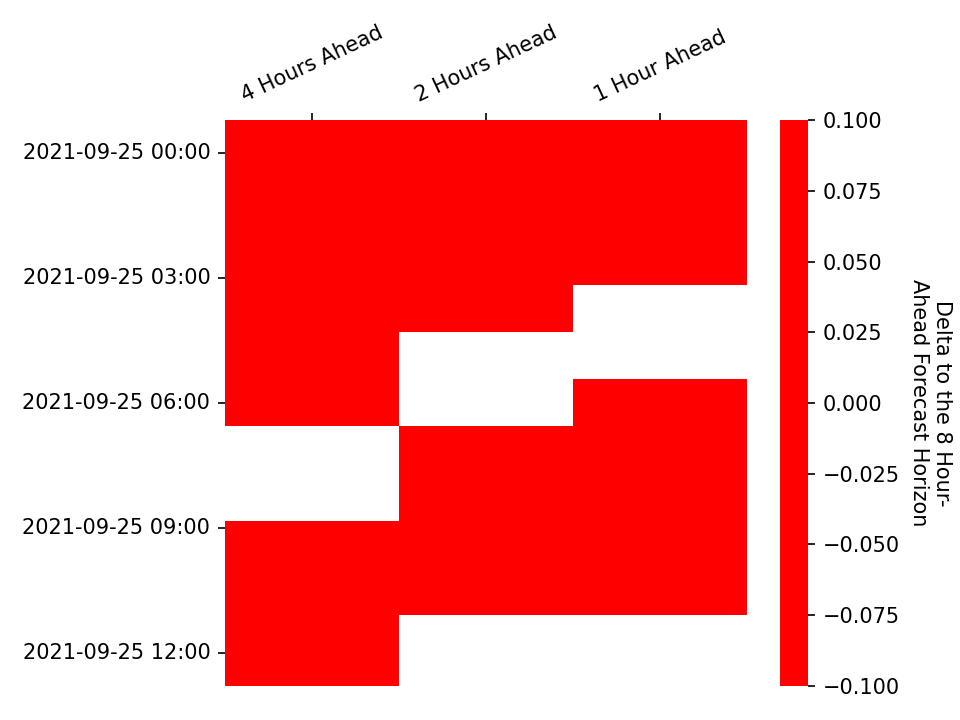 4 Hours Ahead
2 Hours Ahead
1 Hour Ahead
2021-09-25 00:00
2021-09-25 03:00
2021-09-25 06:00
2021-09-25 09:00
2021-09-25 12:00
0.100
0.075
0.050
0.025
0.000
−0.025
−0.050
−0.075
−0.100
Delta to the 8 Hour-
Ahead Forecast Horizon